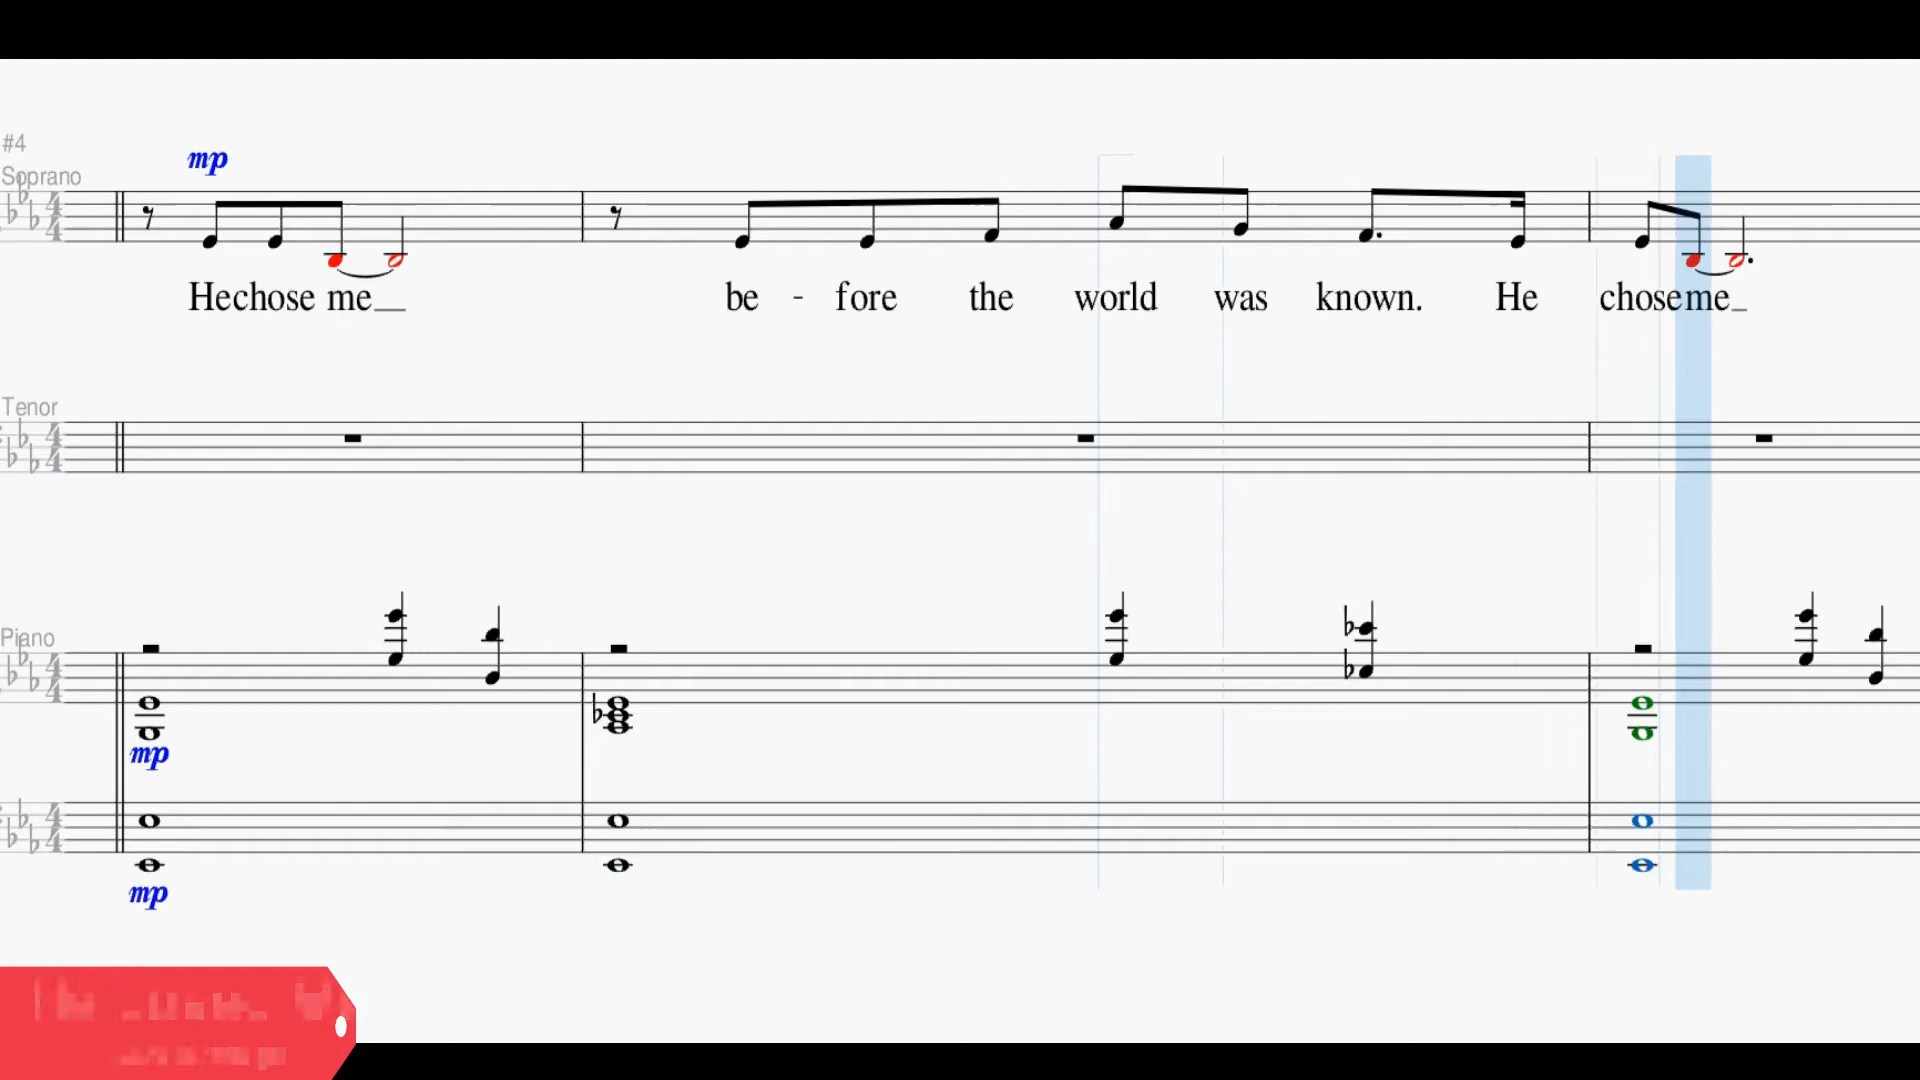 #4
mp
Soprano
He chose me
be - fore the world was known. He chose me
Tenor
Piano
mp
mp